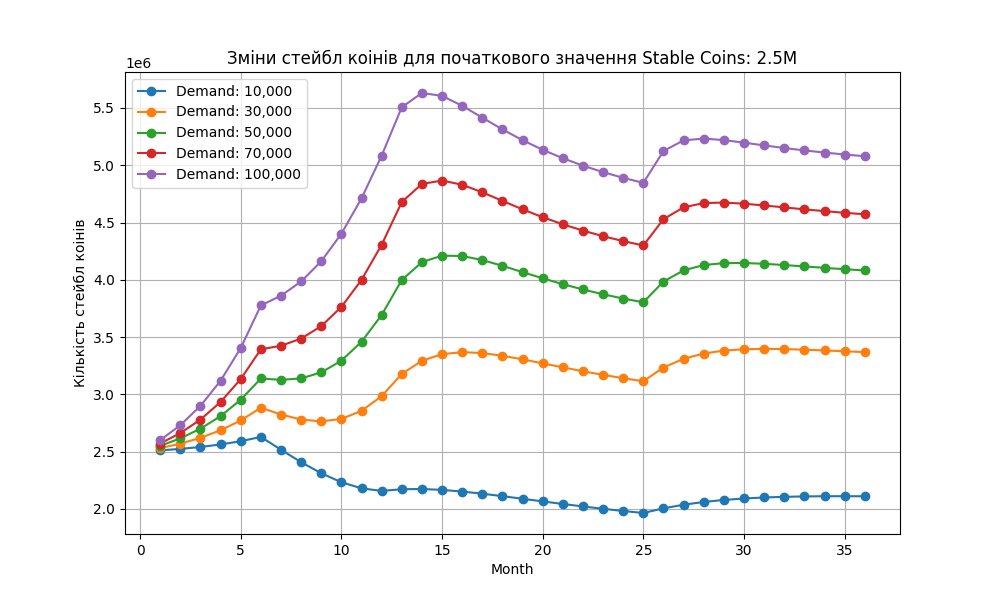 Зміни стейбл коінів для початкового значення Stable Coins: 2.5M
1e6
Demand: 10,000
Demand: 30,000
Demand: 50,000
Demand: 70,000
Demand: 100,000
5.5
5.0
4.5
4.0
3.5
3.0
2.5
2.0
Кількість стейбл коінів
0 5 10 15 20 25 30 35
Month